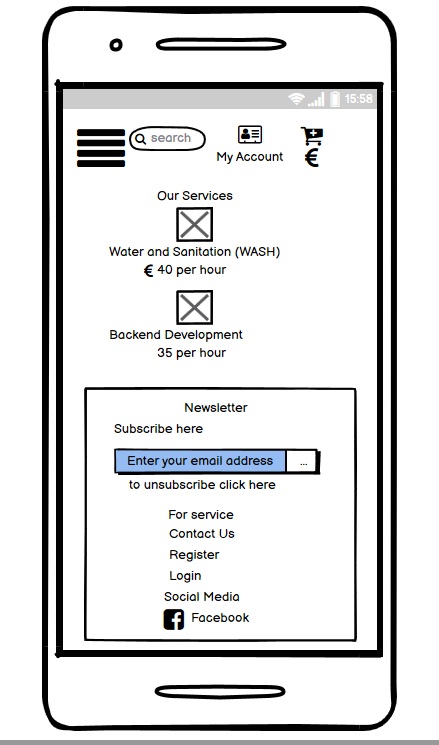 15:58
search
My Account
€
Our Services
Water and Sanitation (WASH)
€ 40 per hour
Backend Development
35 per hour
Newsletter
Subscribe here
Enter your email address ...
to unsubscribe click here
For service
Contact Us
Register
Login
Social Media
Facebook